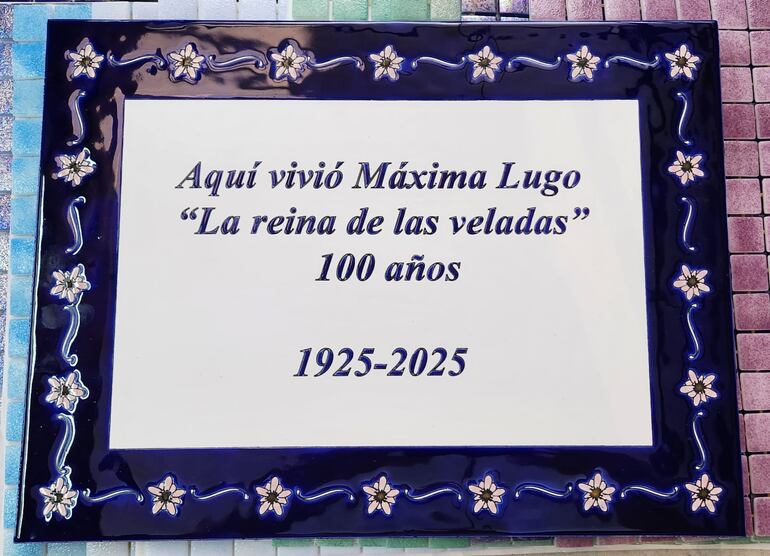 Aquí vivió Máxima Lugo
“La reina de las veladas”
100 años
1925-2025